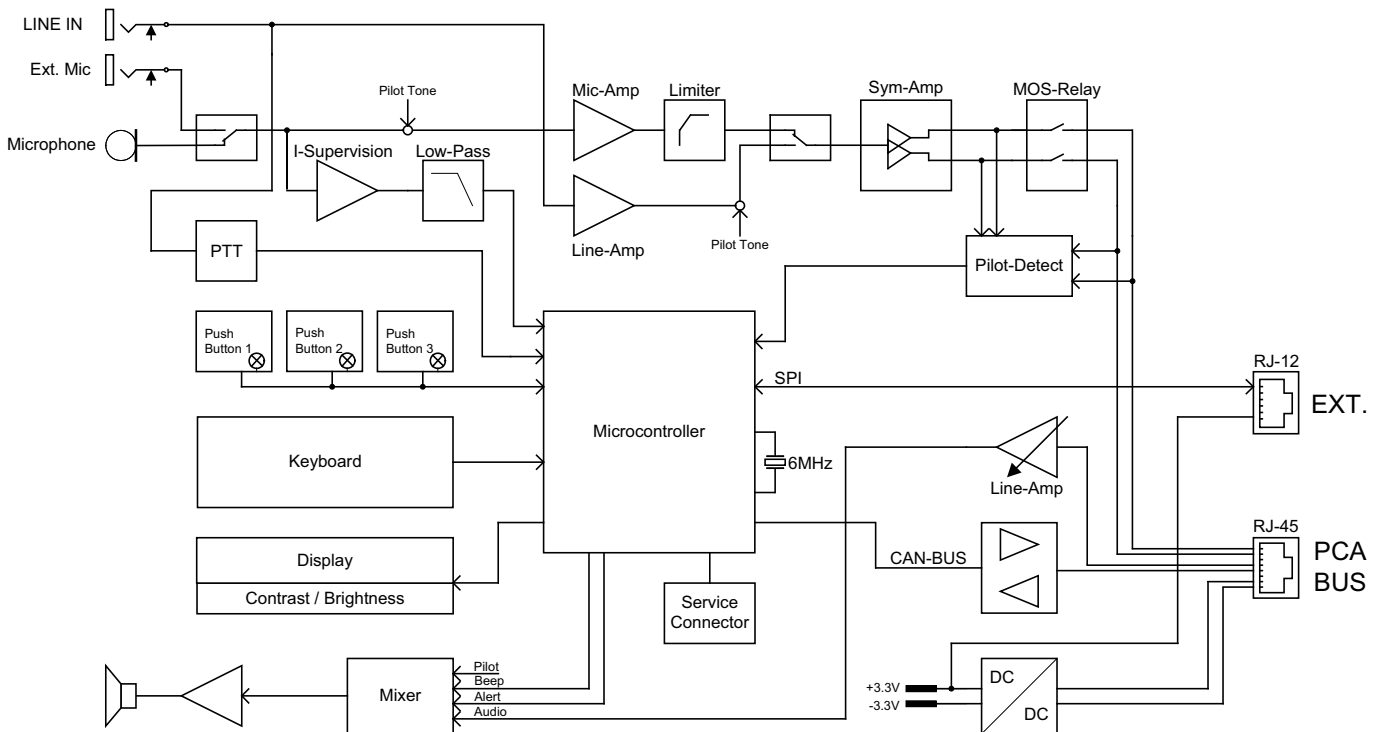 LINE IN
Ext. Mic
Microphone
Pilot Tone
Mic-Amp
Limiter
Sym-Amp
MOS-Relay
I-Supervision
Low-Pass
Line-Amp
Pilot Tone
PTT
Pilot-Detect
Push
Button 1
Push
Button 2
Push
Button 3
SPI
RJ-12
EXT.
Keyboard
Microcontroller
6MHz
Line-Amp
RJ-45
PCA
BUS
Display
Contrast / Brightness
CAN-BUS
Service
Connector
Mixer
Pilot
Beep
Alert
Audio
+3.3V
-3.3V
DC
DC